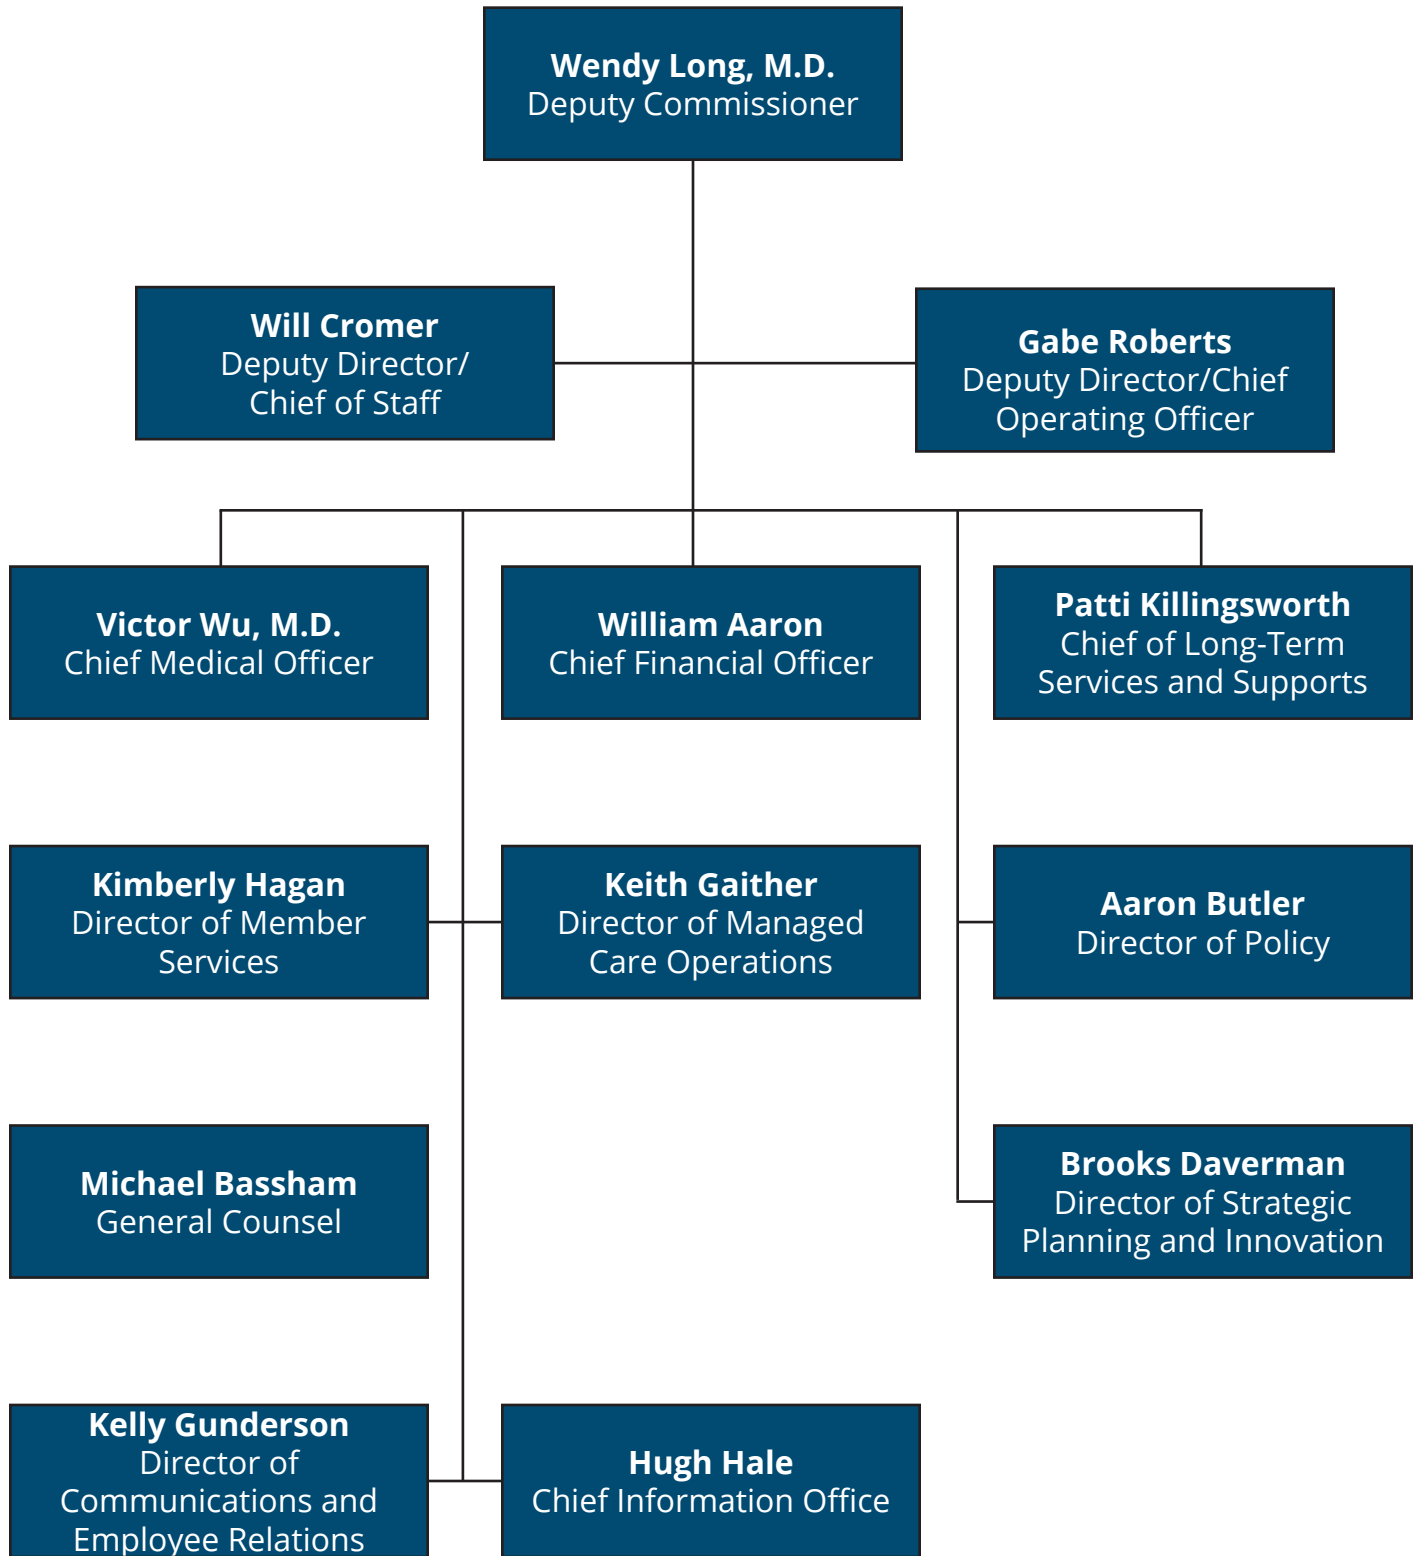 Wendy Long, M.D.
Deputy Commissioner
Will Cromer
Deputy Director/
Chief of Staff
Gabe Roberts
Deputy Director/Chief
Operating Officer
Victor Wu, M.D.
Chief Medical Officer
William Aaron
Chief Financial Officer
Patti Killingsworth
Chief of Long-Term
Services and Supports
Kimberly Hagan
Director of Member
Services
Keith Gaither
Director of Managed
Care Operations
Aaron Butler
Director of Policy
Michael Bassham
General Counsel
Brooks Daverman
Director of Strategic
Planning and Innovation
Kelly Gunderson
Director of
Communications and
Employee Relations
Hugh Hale
Chief Information Office